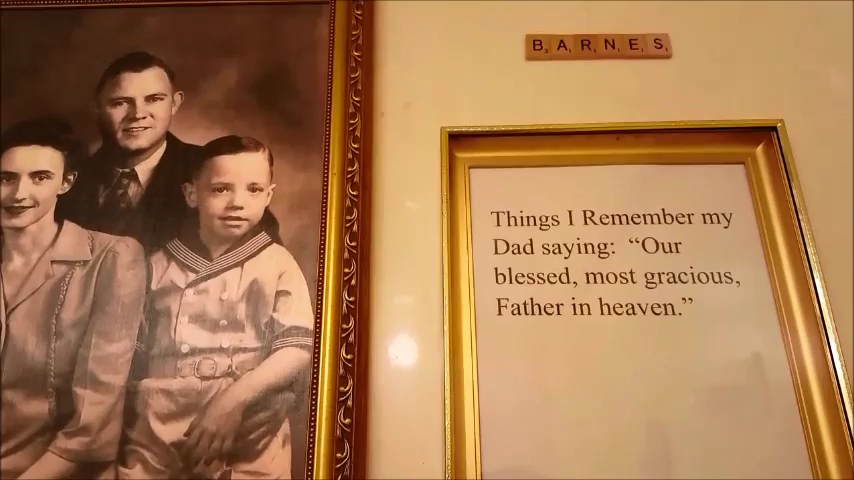 BARNES
Things I Remember my
Dad saying: “Our
blessed, most gracious,
Father in heaven.”